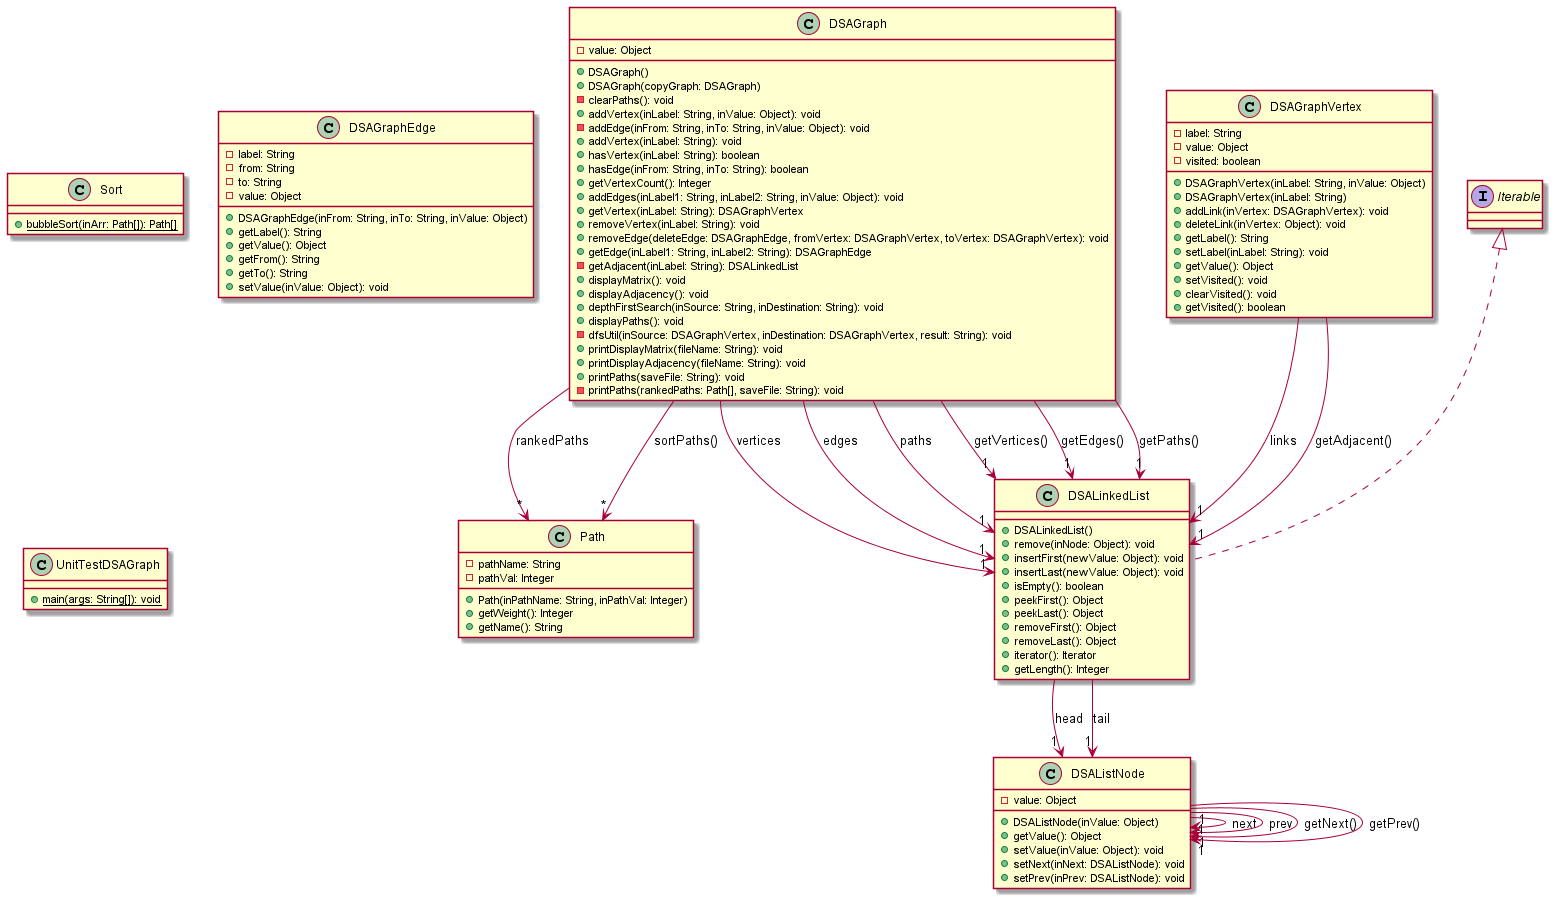 C DSAGraph
value: Object
DSAGraph()
DSAGraph(copyGraph: DSAGraph)
clearPaths(): void
addVertex(inLabel: String, inValue: Object): void
addEdge(inFrom: String, inTo: String, inValue: Object): void
addVertex(inLabel: String): void
hasVertex(inLabel: String): boolean
hasEdge(inFrom: String, inTo: String): boolean
getVertexCount(): Integer
addEdges(inLabel1: String, inLabel2: String, inValue: Object): void
getVertex(inLabel: String): DSAGraphVertex
removeVertex(inLabel: String): void
removeEdge(deleteEdge: DSAGraphEdge, fromVertex: DSAGraphVertex, toVertex: DSAGraphVertex): void
getEdge(inLabel1: String, inLabel2: String): DSAGraphEdge
getAdjacent(inLabel: String): DSALinkedList
displayMatrix(): void
displayAdjacency(): void
depthFirstSearch(inSource: String, inDestination: String): void
displayPaths(): void
dfsUtil(inSource: DSAGraphVertex, inDestination: DSAGraphVertex, result: String): void
printDisplayMatrix(fileName: String): void
printDisplayAdjacency(fileName: String): void
printPaths(saveFile: String): void
printPaths(rankedPaths: Path[], saveFile: String): void
C DSAGraphVertex
label: String
value: Object
visited: boolean
DSAGraphVertex(inLabel: String, inValue: Object)
DSAGraphVertex(inLabel: String)
addLink(inVertex: DSAGraphVertex): void
deleteLink(inVertex: Object): void
getLabel(): String
setLabel(inLabel: String): void
getValue(): Object
setVisited(): void
clearVisited(): void
getVisited(): boolean
C DSAGraphEdge
label: String
from: String
to: String
value: Object
DSAGraphEdge(inFrom: String, inTo: String, inValue: Object)
getLabel(): String
getValue(): Object
getFrom(): String
getTo(): String
setValue(inValue: Object): void
C Sort
bubbleSort(inArr: Path[]): Path[]
I Iterable
rankedPaths
sortPaths()
vertices
edges
paths
getVertices()
getEdges()
getPaths()
links
getAdjacent()
*
*
1
1
1
1
1
1
1
1
C DSALinkedList
DSALinkedList()
remove(inNode: Object): void
insertFirst(newValue: Object): void
insertLast(newValue: Object): void
isEmpty(): boolean
peekFirst(): Object
peekLast(): Object
removeFirst(): Object
removeLast(): Object
iterator(): Iterator
getLength(): Integer
C Path
pathName: String
pathVal: Integer
Path(inPathName: String, inPathVal: Integer)
getWeight(): Integer
getName(): String
C UnitTestDSAGraph
main(args: String[]): void
head
tail
1
1
C DSAListNode
value: Object
DSAListNode(inValue: Object)
getValue(): Object
setValue(inValue: Object): void
setNext(inNext: DSAListNode): void
setPrev(inPrev: DSAListNode): void
1
1
next
prev
getNext()
getPrev()